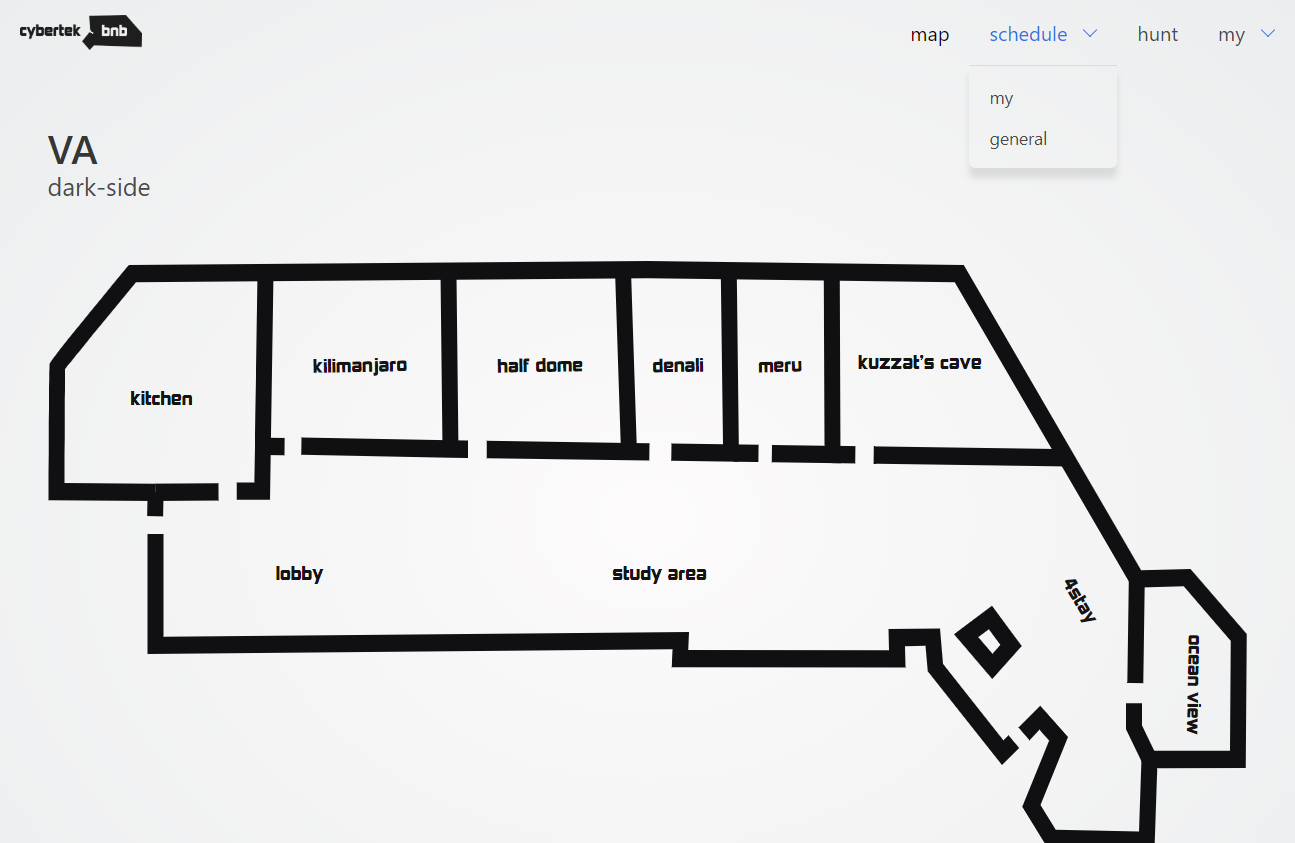 cybertek bnb
map schedule hunt my
my
general
VA
dark-side
kitchen
kilimanjaro
half dome
denali
meru
kuzzat's cave
lobby
study area
4stay
ocean view